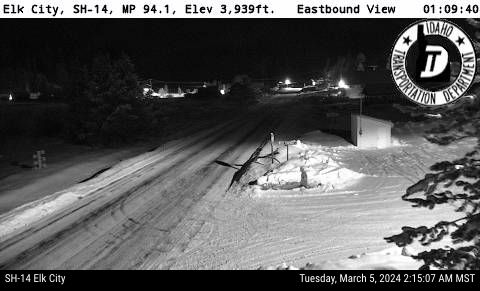 Elk City, SH-14, MP 94.1, Elev 3,939ft. Eastbound View 01:09:40
IDAHO
TRANSPORTATION DEPARTMENT
SH-14 Elk City Tuesday, March 5, 2024 2:15:07 AM MST